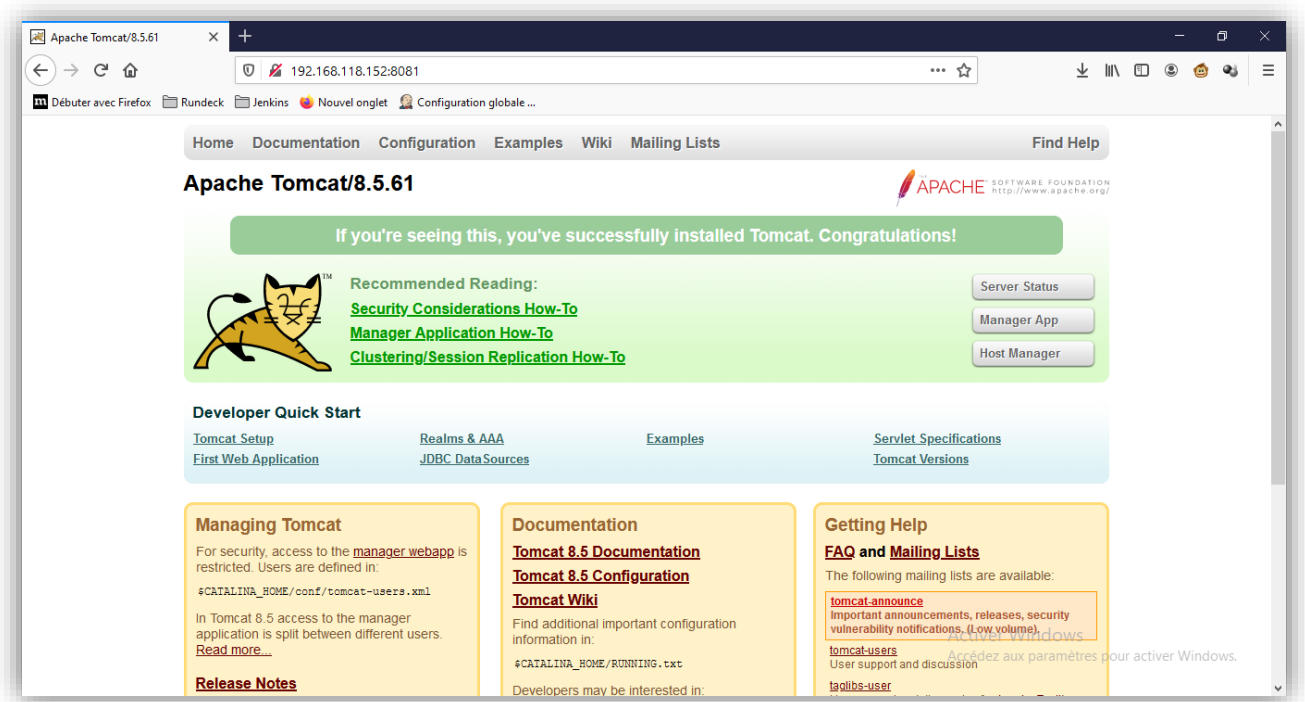 Apache Tomcat/8.5.61
192.168.118.152:8081
Débuter avec Firefox Rundeck Jenkins Nouvel onglet Configuration globale ...
Home Documentation Configuration Examples Wiki Mailing Lists Find Help
Apache Tomcat/8.5.61
THE APACHE SOFTWARE FOUNDATION
http://www.apache.org/
If you're seeing this, you've successfully installed Tomcat. Congratulations!
TM
Recommended Reading:
Security Considerations How-To
Manager Application How-To
Clustering/Session Replication How-To
Server Status
Manager App
Host Manager
Developer Quick Start
Tomcat Setup
First Web Application
Realms & AAA
JDBC DataSources
Examples
Servlet Specifications
Tomcat Versions
Managing Tomcat
For security, access to the manager webapp is
restricted. Users are defined in:
$CATALINA_HOME/conf/tomcat-users.xml
In Tomcat 8.5 access to the manager
application is split between different users.
Read more...
Release Notes
Documentation
Tomcat 8.5 Documentation
Tomcat 8.5 Configuration
Tomcat Wiki
Find additional important configuration
information in:
$CATALINA_HOME/RUNNING.txt
Developers may be interested in:
Getting Help
FAQ and Mailing Lists
The following mailing lists are available:
tomcat-announce
Important announcements, releases, security
vulnerability notifications. (Low volume).
tomcat-users
User support and discussion
taglibs-user
Activer Windows
Accédez aux paramètres pour activer Windows.